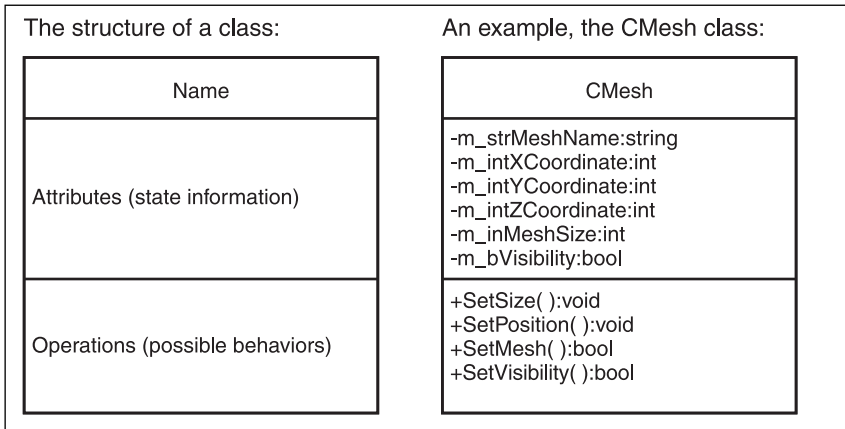 The structure of a class:
Name
Attributes (state information)
Operations (possible behaviors)
An example, the CMesh class:
CMesh
-m_strMeshName:string
-m_intXCoordinate:int
-m_intYCoordinate:int
-m_intZCoordinate:int
-m_inMeshSize:int
-m_bVisibility:bool
+SetSize( ):void
+SetPosition( ):void
+SetMesh( ):bool
+SetVisibility( ):bool